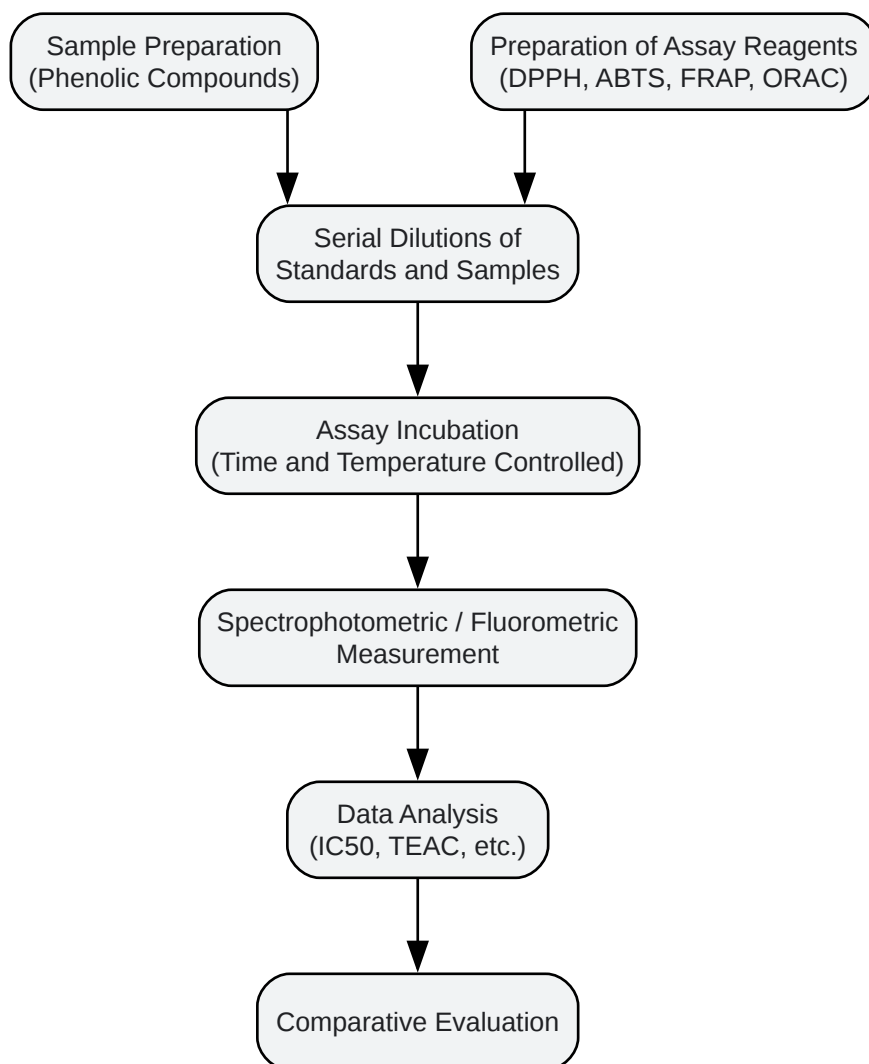 Sample Preparation
(Phenolic Compounds)
Preparation of Assay Reagents
(DPPH, ABTS, FRAP, ORAC)
Serial Dilutions of
Standards and Samples
Assay Incubation
(Time and Temperature Controlled)
Spectrophotometric / Fluorometric
Measurement
Data Analysis
(IC50, TEAC, etc.)
Comparative Evaluation